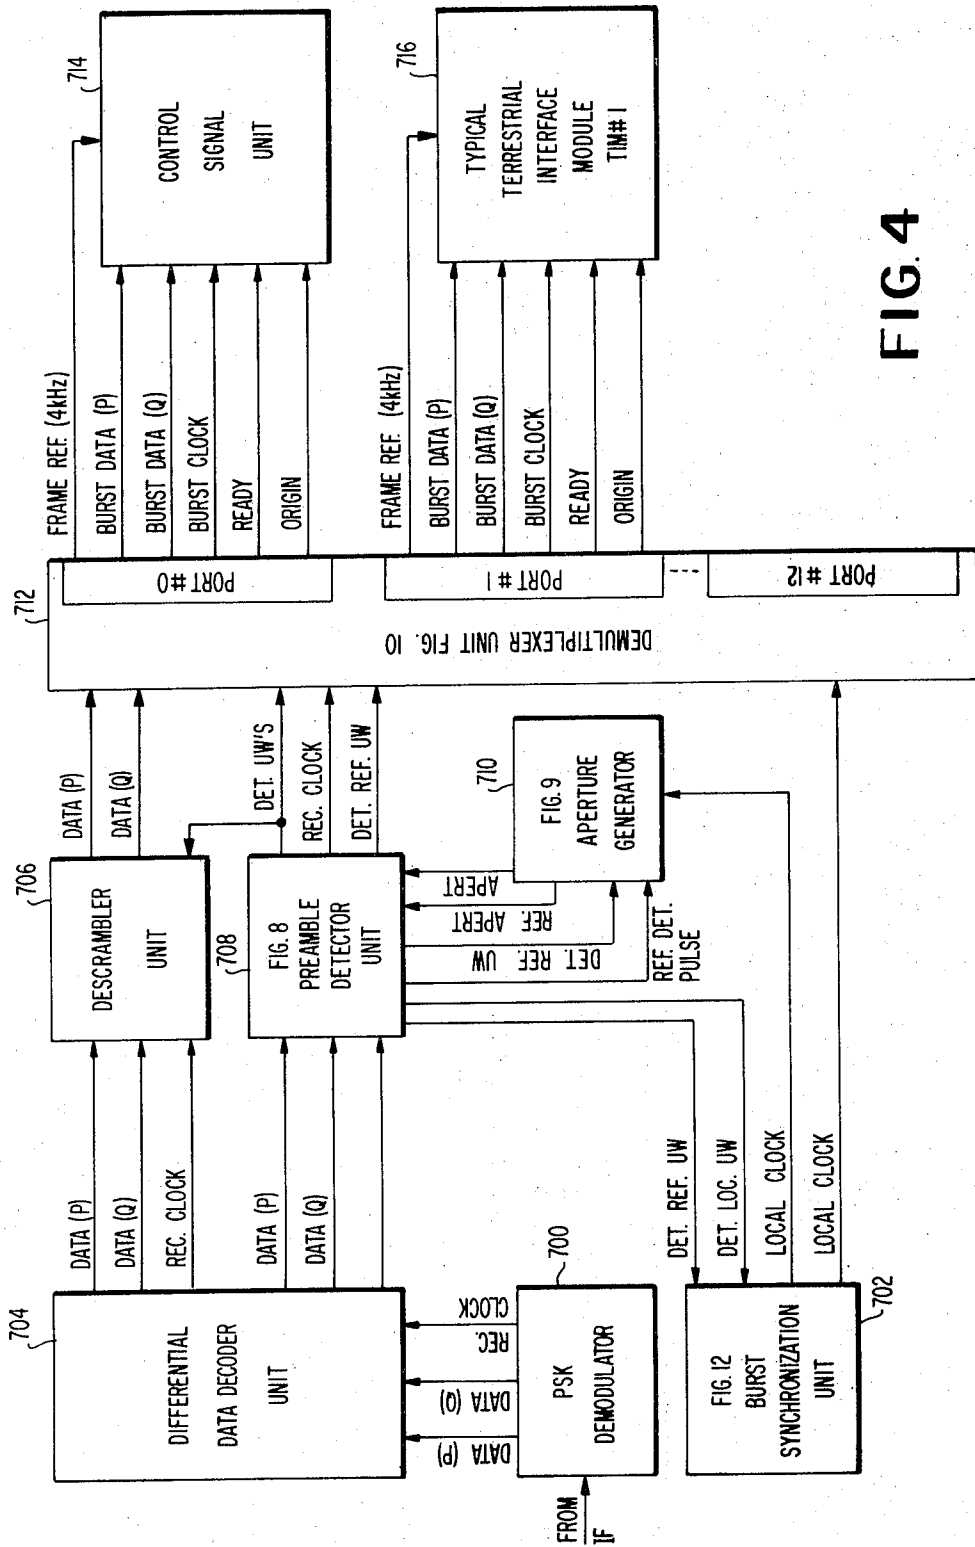 FROM
IF
700
PSK
DEMODULATOR
DATA (P)
DATA (Q)
REC.
CLOCK
704
DIFFERENTIAL
DATA DECODER
UNIT
DATA (P)
DATA (Q)
REC. CLOCK
DATA (P)
DATA (Q)
706
DESCRAMBLER
UNIT
708
FIG. 8
PREAMBLE
DETECTOR
UNIT
DATA (P)
DATA (Q)
DET. UW'S
REC. CLOCK
DET. REF. UW
APERT
REF. APERT
DET. REF. UW
REF. DET.
PULSE
710
FIG. 9
APERTURE
GENERATOR
DET. REF. UW
DET. LOC. UW
LOCAL CLOCK
LOCAL CLOCK
FIG. 12
BURST
SYNCHRONIZATION
UNIT
702
712
DEMULTIPLEXER UNIT FIG. 10
PORT #0
PORT #1
PORT #12
FRAME REF. (4kHz)
BURST DATA (P)
BURST DATA (Q)
BURST CLOCK
READY
ORIGIN
714
CONTROL
SIGNAL
UNIT
FRAME REF. (4kHz)
BURST DATA (P)
BURST DATA (Q)
BURST CLOCK
READY
ORIGIN
716
TYPICAL
TERRESTRIAL
INTERFACE
MODULE
TIM# 1
FIG. 4